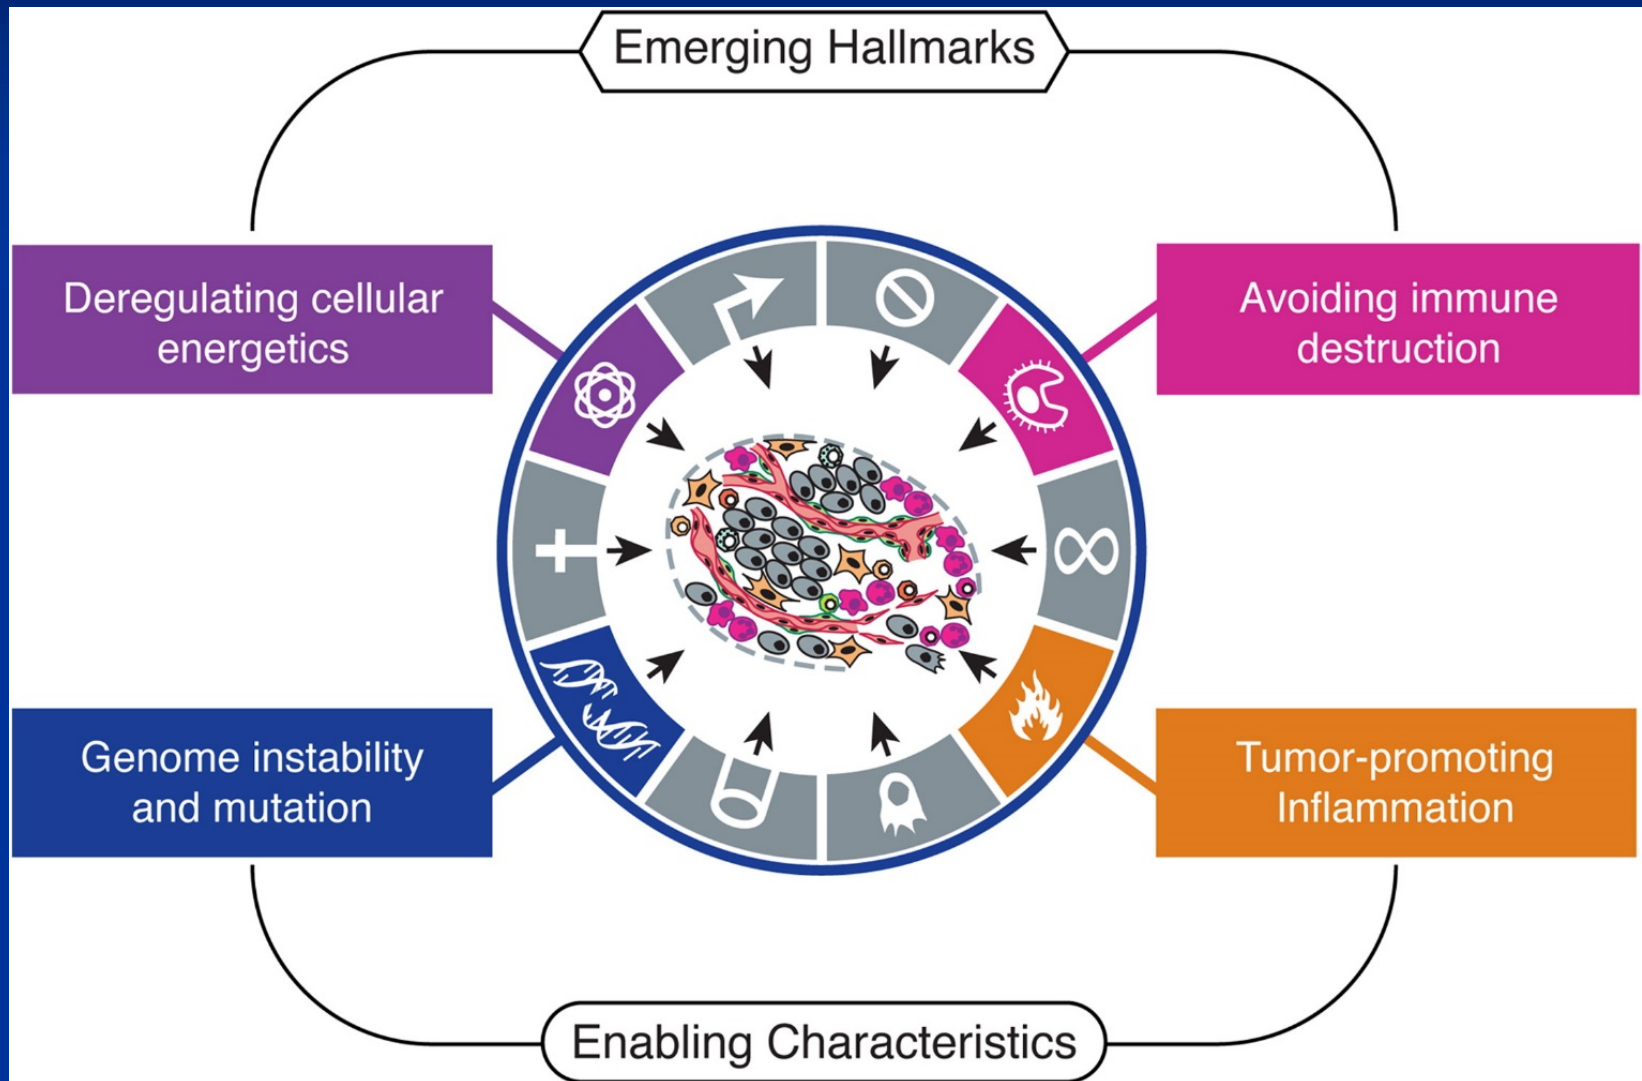 Emerging Hallmarks
Deregulating cellular
energetics
Avoiding immune
destruction
Genome instability
and mutation
Tumor-promoting
Inflammation
Enabling Characteristics